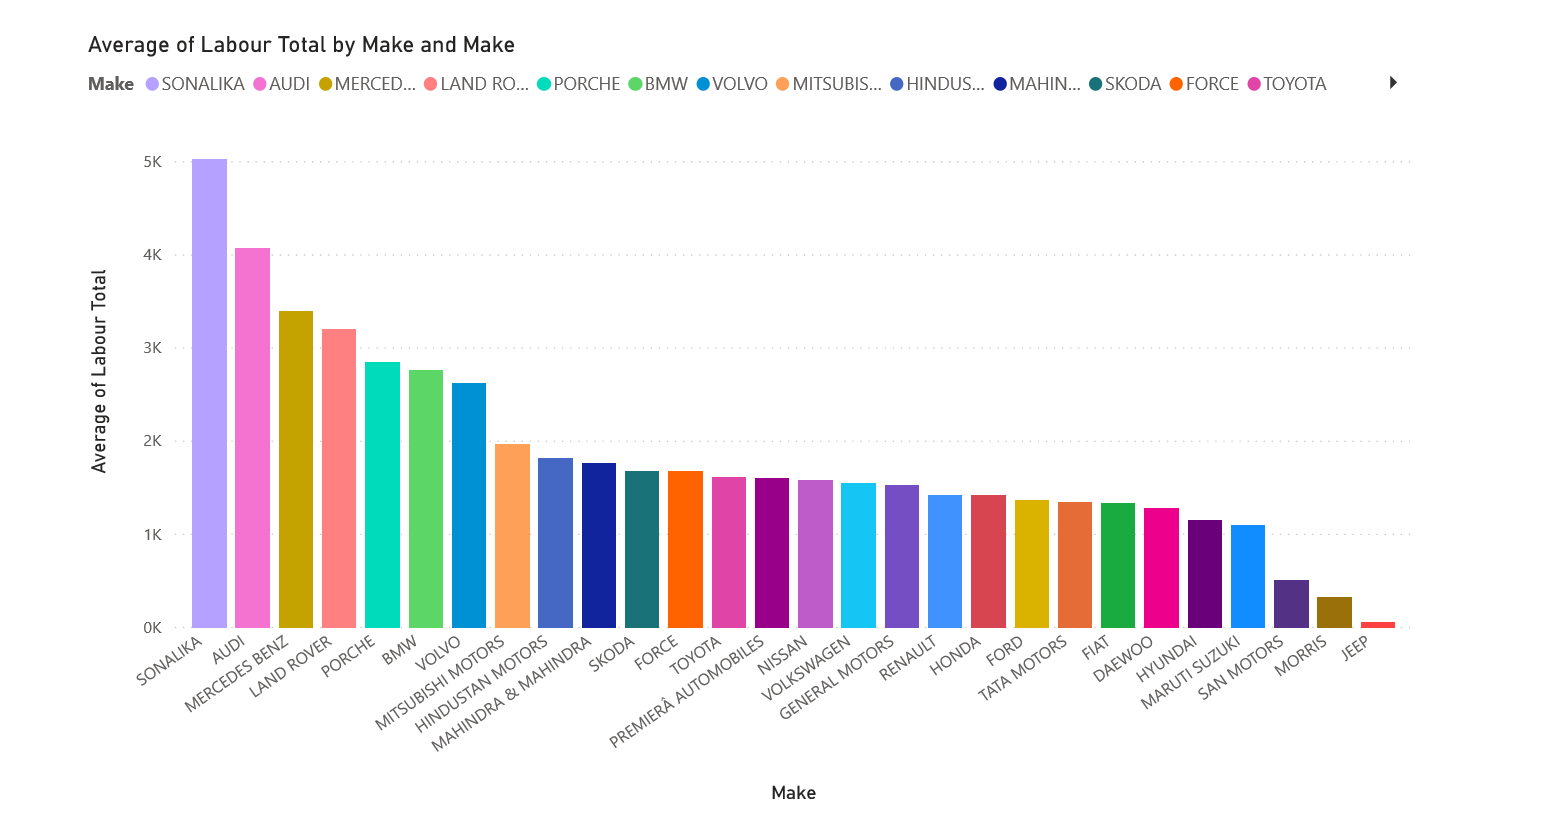 Average of Labour Total by Make and Make
Make SONALIKA AUDI MERCED... LAND RO... PORCHE BMW VOLVO MITSUBIS... HINDUS... MAHIN... SKODA FORCE TOYOTA
5K
4K
3K
2K
1K
0K
Average of Labour Total
SONALIKA
AUDI
MERCEDES BENZ
LAND ROVER
PORCHE
BMW
VOLVO
MITSUBISHI MOTORS
HINDUSTAN MOTORS
MAHINDRA & MAHINDRA
SKODA
FORCE
TOYOTA
PREMIERÂ AUTOMOBILES
NISSAN
VOLKSWAGEN
GENERAL MOTORS
RENAULT
HONDA
FORD
TATA MOTORS
FIAT
DAEWOO
HYUNDAI
MARUTI SUZUKI
SAN MOTORS
MORRIS
JEEP
Make